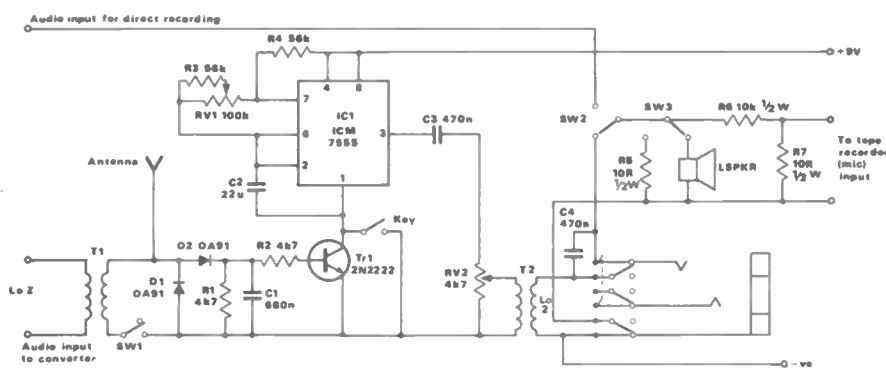 Audio input for direct recording
R4 56k
+9V
R3 56k
4
8
RV1 100k
7
IC1
ICM
7555
C3 470n
SW2
SW3
R6 10k ½W
6
3
2
Antenna
1
C2
22u
R5
10R
½W
LSPKR
R7
10R
½W
To tape
recorder
(mic)
input
Key
C4
470n
T1
D2 OA91
R2 4k7
Tr1
2N2222
RV2
4k7
T2
Lo Z
D1
OA91
R1
4k7
C1
680n
Lo
Z
SW1
Audio input
to converter
-ve